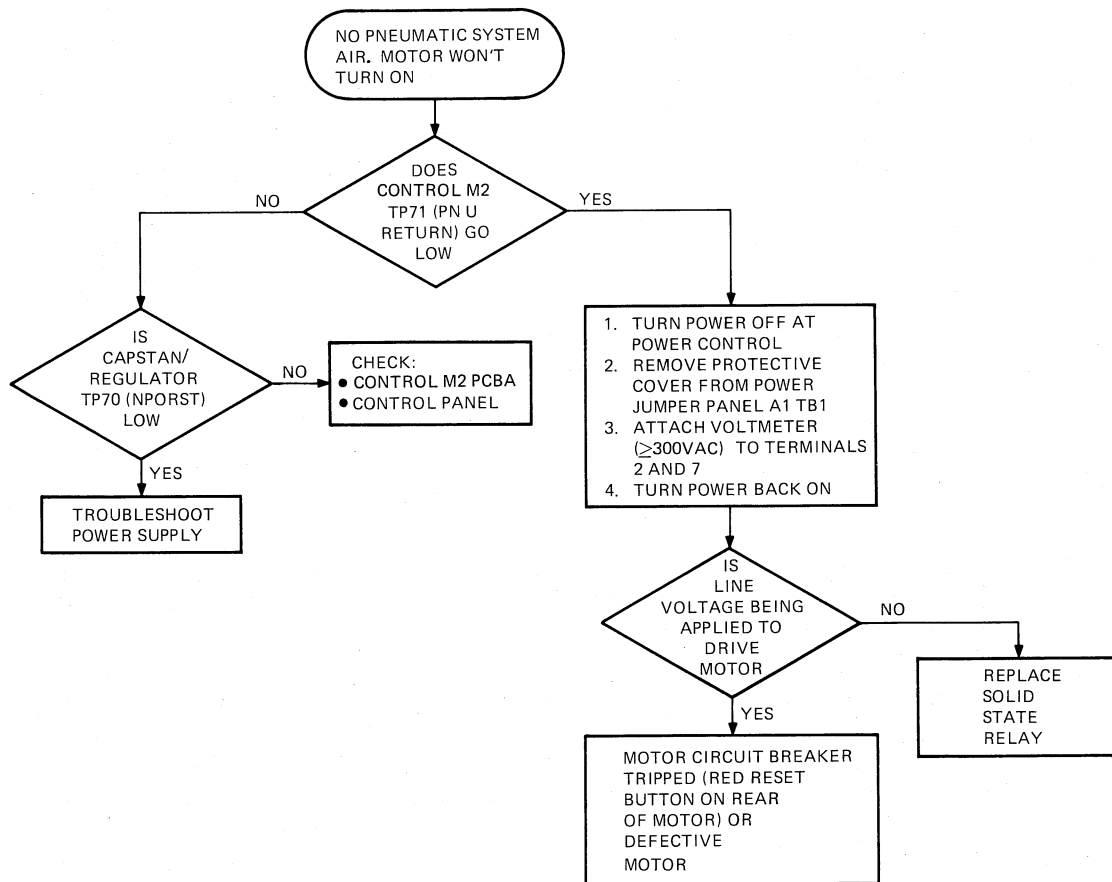 NO PNEUMATIC SYSTEM
AIR. MOTOR WON'T
TURN ON
DOES
CONTROL M2
TP71 (PN U
RETURN) GO
LOW
NO
YES
IS
CAPSTAN/
REGULATOR
TP70 (NPORST)
LOW
NO
CHECK:
● CONTROL M2 PCBA
● CONTROL PANEL
YES
TROUBLESHOOT
POWER SUPPLY
1. TURN POWER OFF AT
POWER CONTROL
2. REMOVE PROTECTIVE
COVER FROM POWER
JUMPER PANEL A1 TB1
3. ATTACH VOLTMETER
(≥300VAC) TO TERMINALS
2 AND 7
4. TURN POWER BACK ON
IS
LINE
VOLTAGE BEING
APPLIED TO
DRIVE
MOTOR
NO
REPLACE
SOLID
STATE
RELAY
YES
MOTOR CIRCUIT BREAKER
TRIPPED (RED RESET
BUTTON ON REAR
OF MOTOR) OR
DEFECTIVE
MOTOR